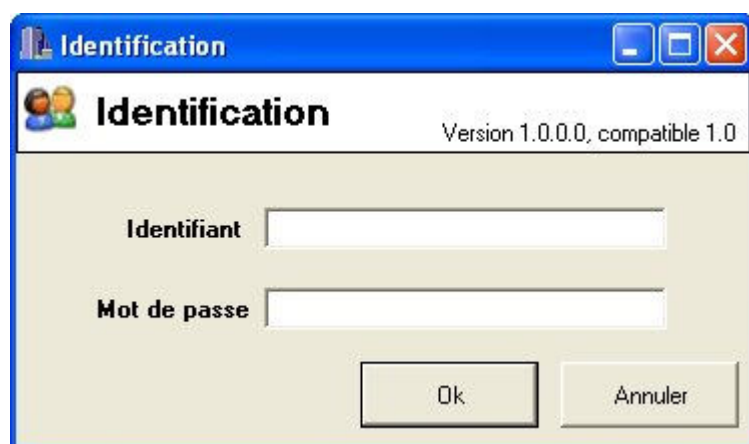 Identification
Identification
Version 1.0.0.0, compatible 1.0
Identifiant
Mot de passe
Ok
Annuler